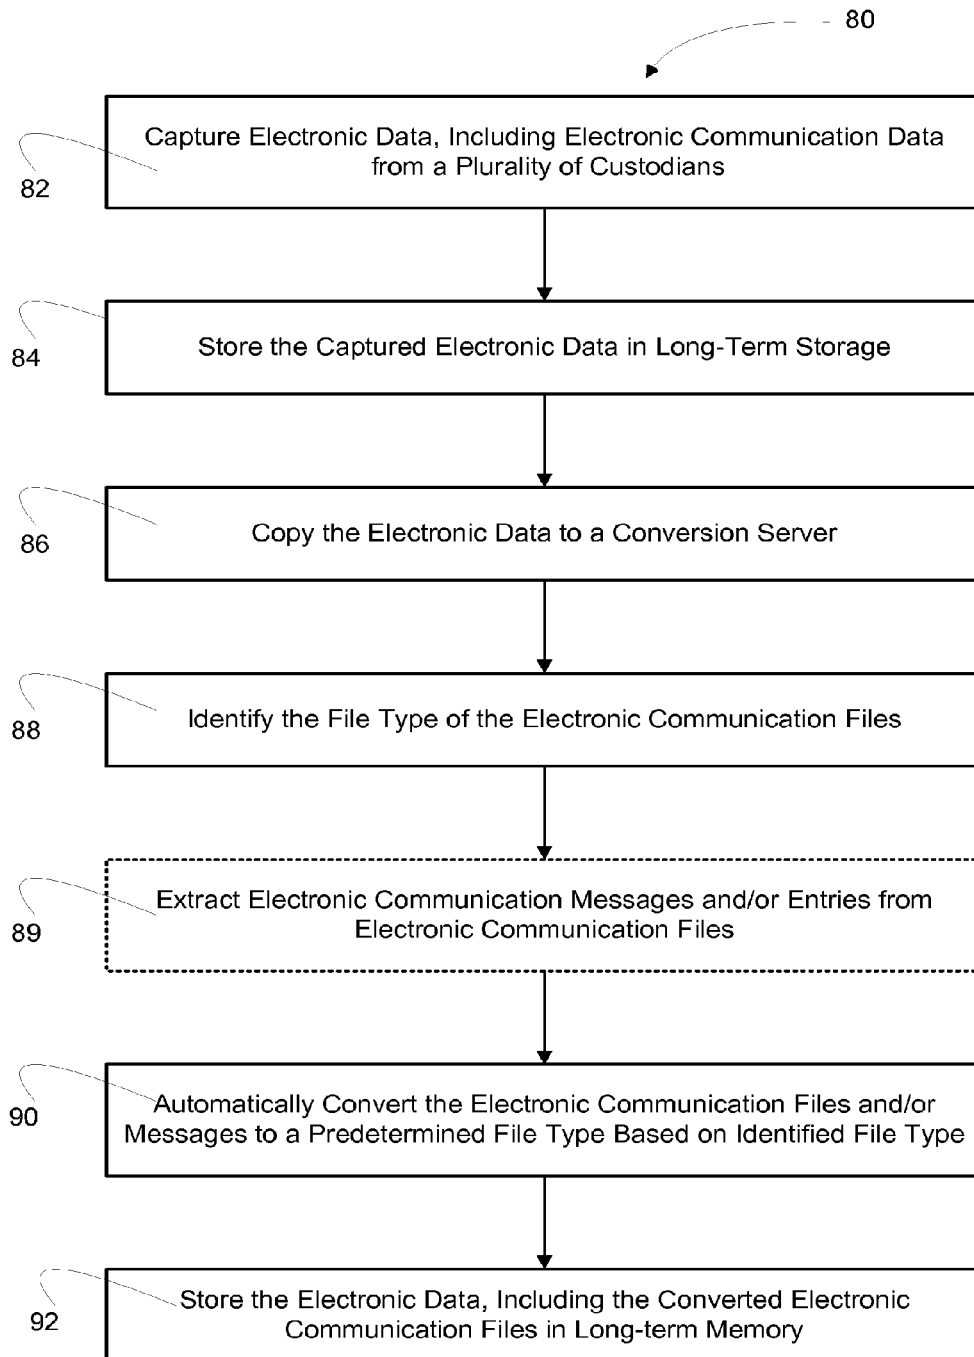 80
Capture Electronic Data, Including Electronic Communication Data
from a Plurality of Custodians
82
Store the Captured Electronic Data in Long-Term Storage
84
Copy the Electronic Data to a Conversion Server
86
Identify the File Type of the Electronic Communication Files
88
Extract Electronic Communication Messages and/or Entries from
Electronic Communication Files
89
Automatically Convert the Electronic Communication Files and/or
Messages to a Predetermined File Type Based on Identified File Type
90
Store the Electronic Data, Including the Converted Electronic
Communication Files in Long-term Memory
92